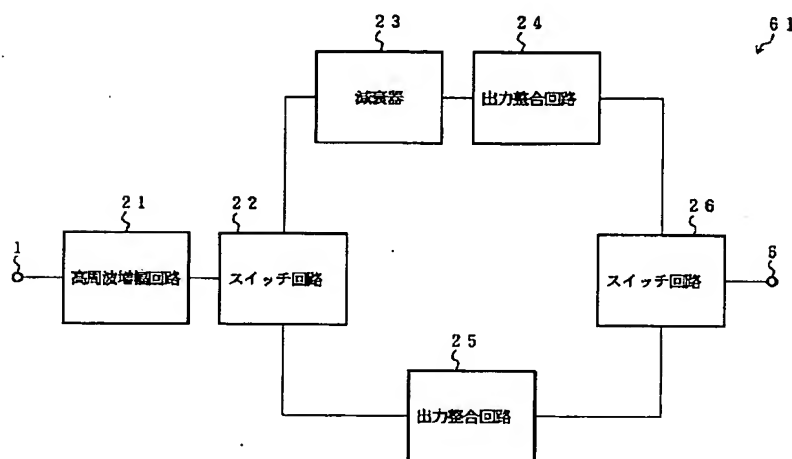 ２３
２４
６１
減衰器
出力整合回路
２１
２２
２６
１
高周波増幅回路
スイッチ回路
スイッチ回路
５
２５
出力整合回路